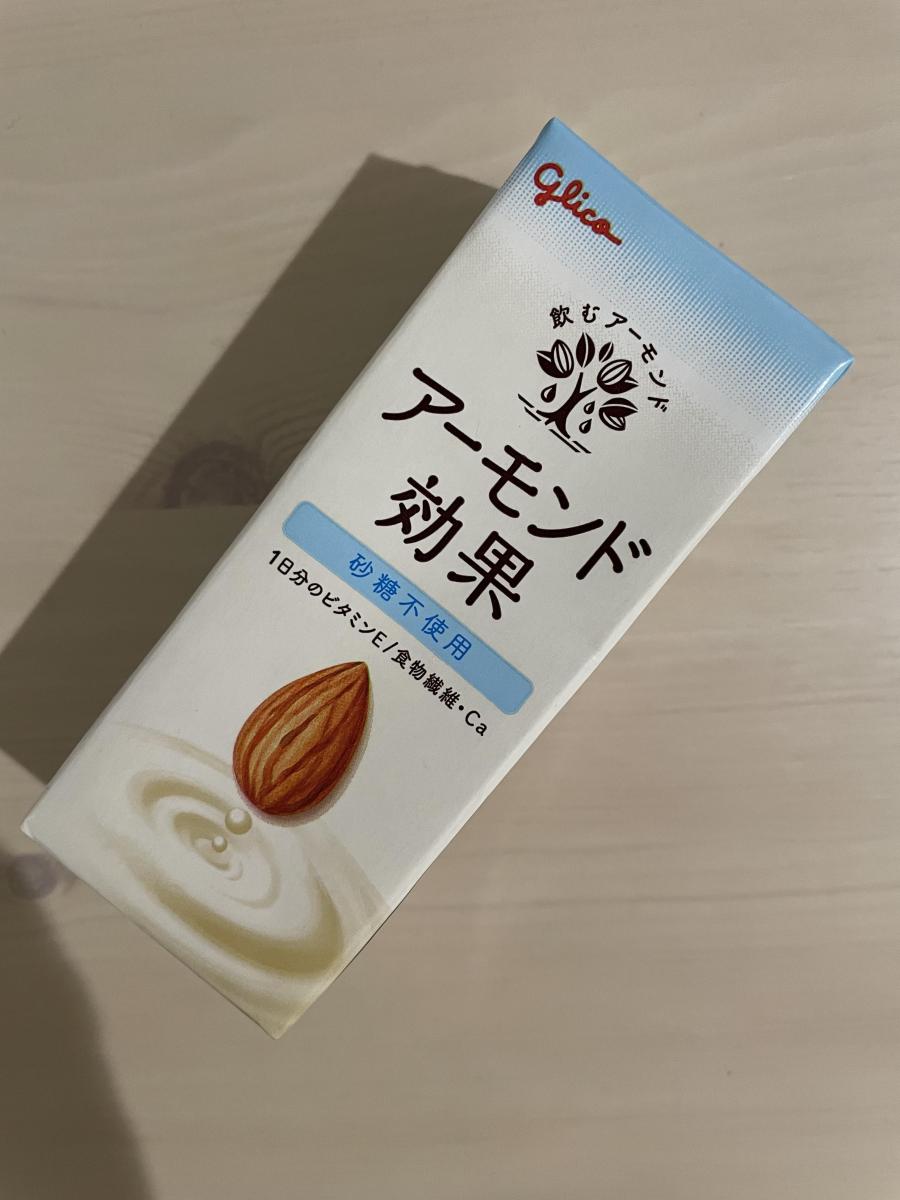 Glico
飲むアーモンド
アーモンド
効果
砂糖不使用
1日分のビタミンE/食物繊維・Ca